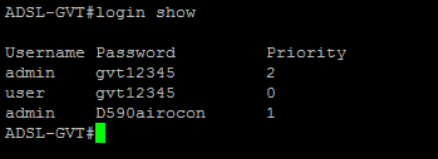 ADSL-GVT#login show
Username Password Priority
admin gvt12345 2
user gvt12345 0
admin D590airocon 1
ADSL-GVT#